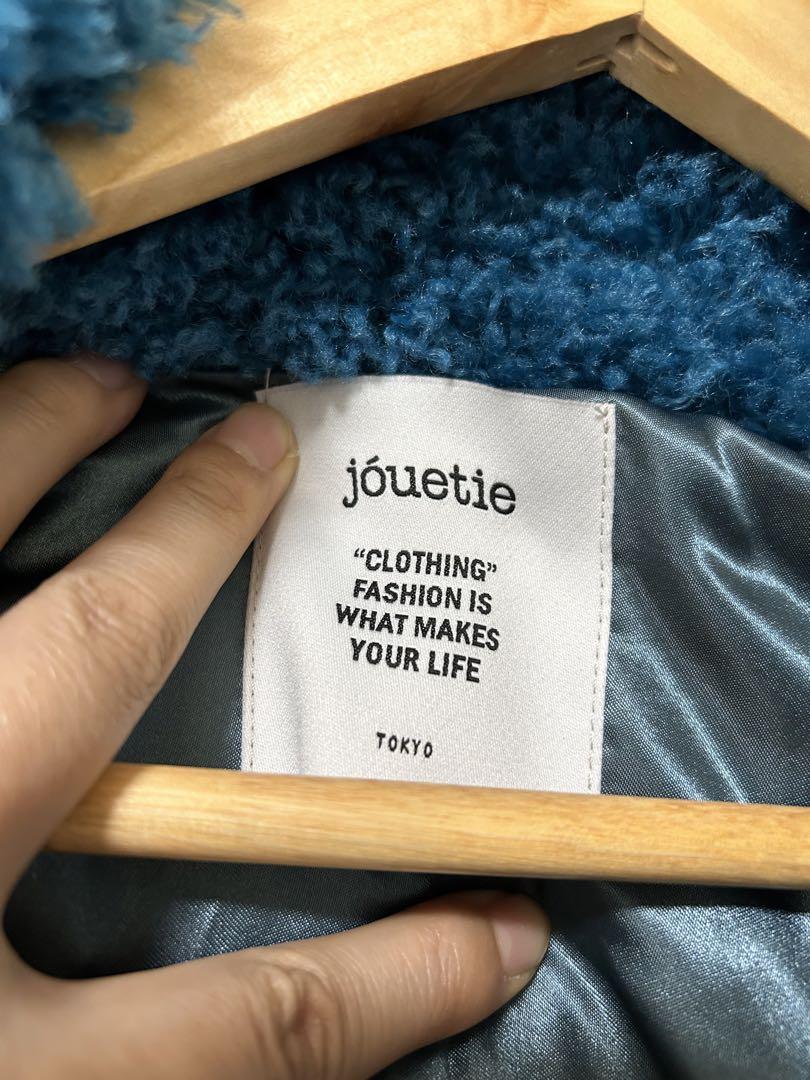 jóuetie
“CLOTHING”
FASHION IS
WHAT MAKES
YOUR LIFE
TOKYO